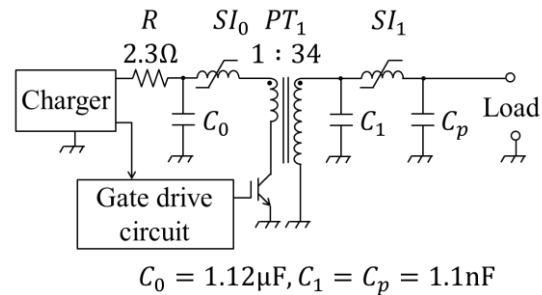 R SI₀ PT₁ SI₁
2.3Ω 1 : 34
Charger
C₀ C₁ Cₚ Load
Gate drive
circuit
C₀ = 1.12μF, C₁ = Cₚ = 1.1nF